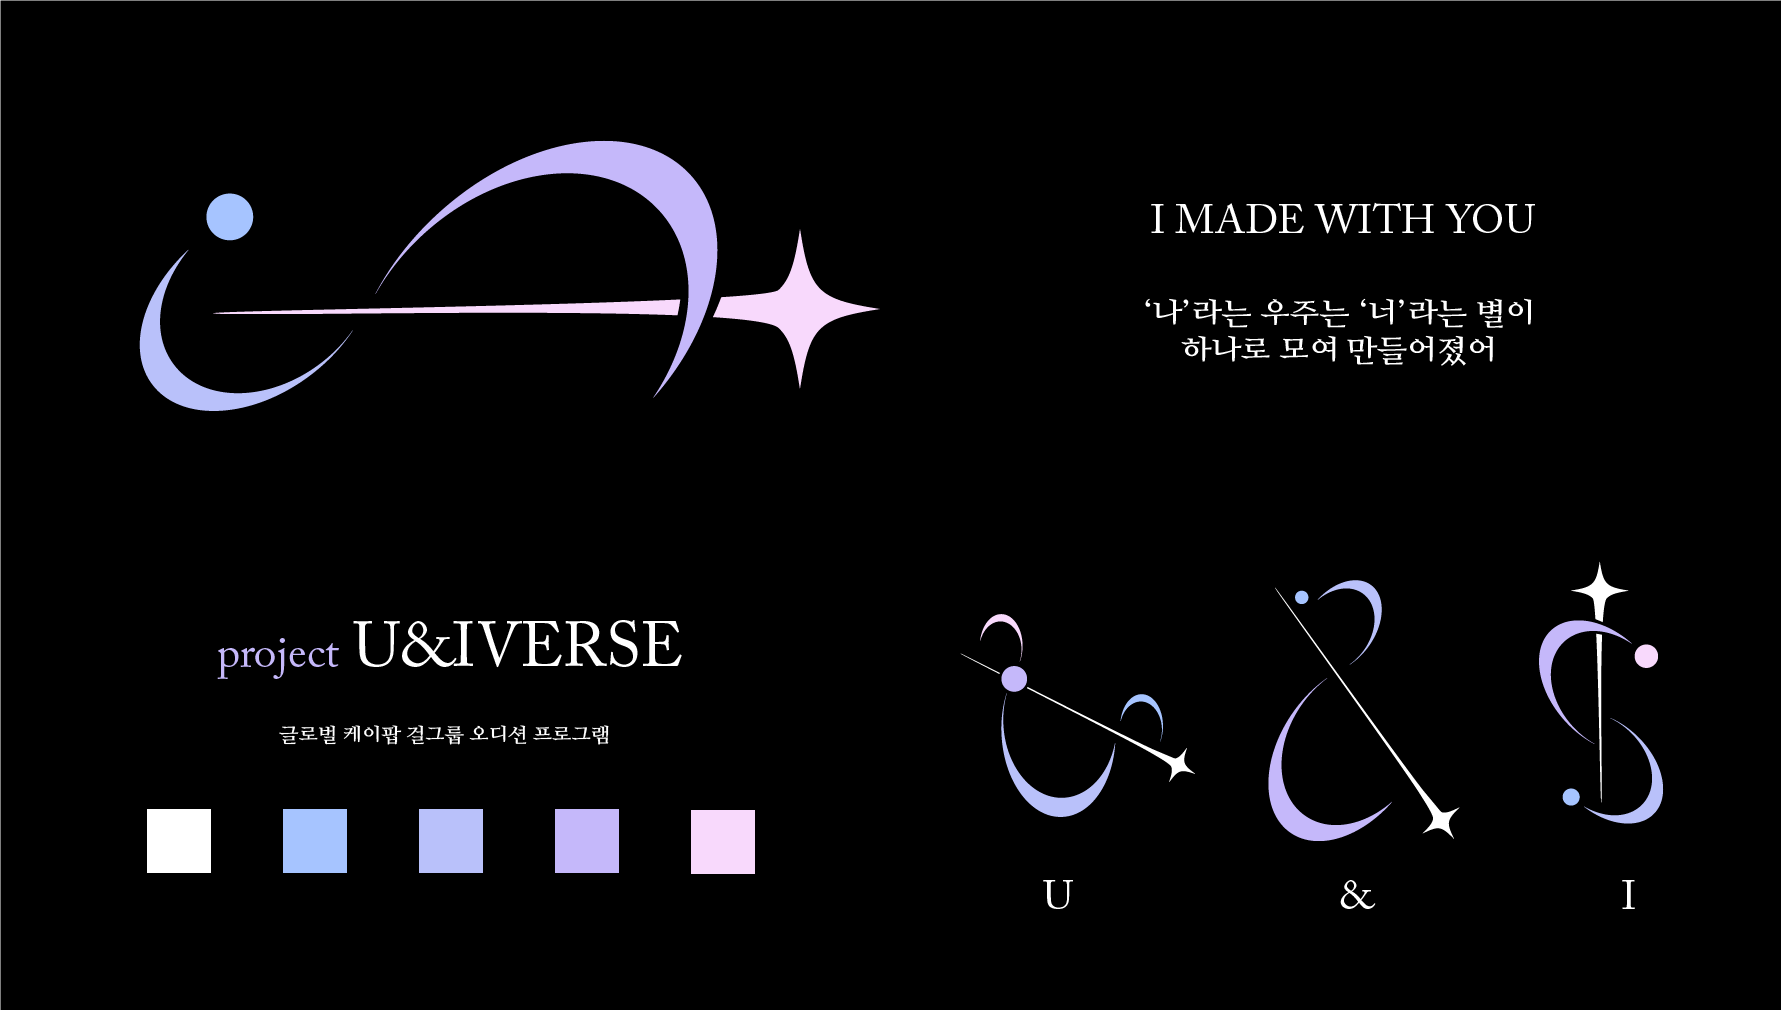 I MADE WITH YOU
‘나’라는 우주는 ‘너’라는 별이
하나로 모여 만들어졌어
project U&IVERSE
글로벌 케이팝 걸그룹 오디션 프로그램
U
&
I